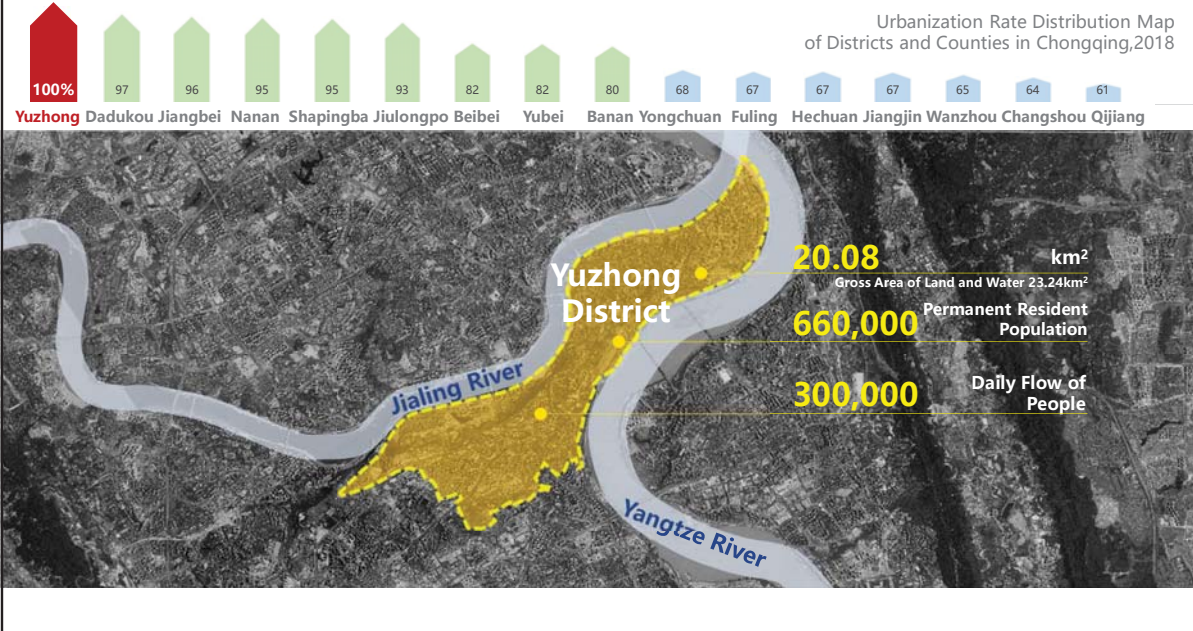 Urbanization Rate Distribution Map
of Districts and Counties in Chongqing,2018
100% 97 96 95 95 93 82 82 80 68 67 67 67 65 64 61
Yuzhong Dadukou Jiangbei Nanan Shapingba Jiulongpo Beibei Yubei Banan Yongchuan Fuling Hechuan Jiangjin Wanzhou Changshou Qijiang
Yuzhong
District
20.08 km²
Gross Area of Land and Water 23.24km²
660,000 Permanent Resident
Population
300,000 Daily Flow of
People
Jialing River
Yangtze River